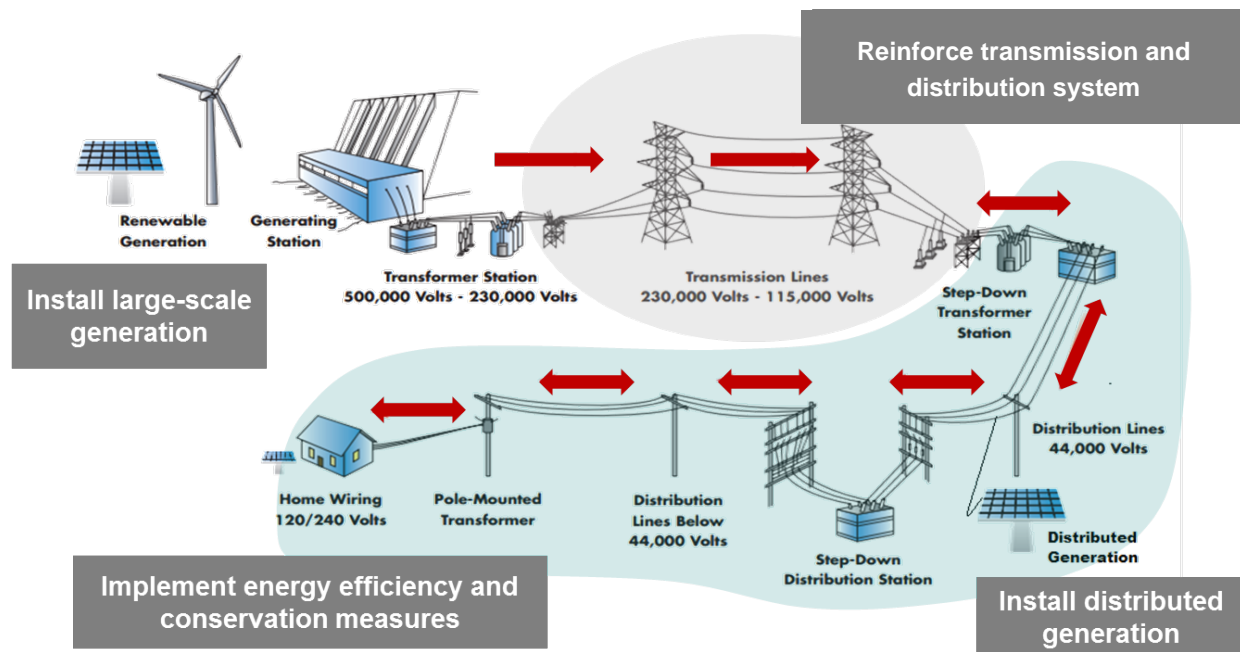 Reinforce transmission and
distribution system
Renewable
Generation
Generating
Station
Transformer Station
500,000 Volts - 230,000 Volts
Transmission Lines
230,000 Volts - 115,000 Volts
Step-Down
Transformer
Station
Install large-scale
generation
Distribution Lines
44,000 Volts
Home Wiring
120/240 Volts
Pole-Mounted
Transformer
Distribution
Lines Below
44,000 Volts
Step-Down
Distribution Station
Distributed
Generation
Implement energy efficiency and
conservation measures
Install distributed
generation